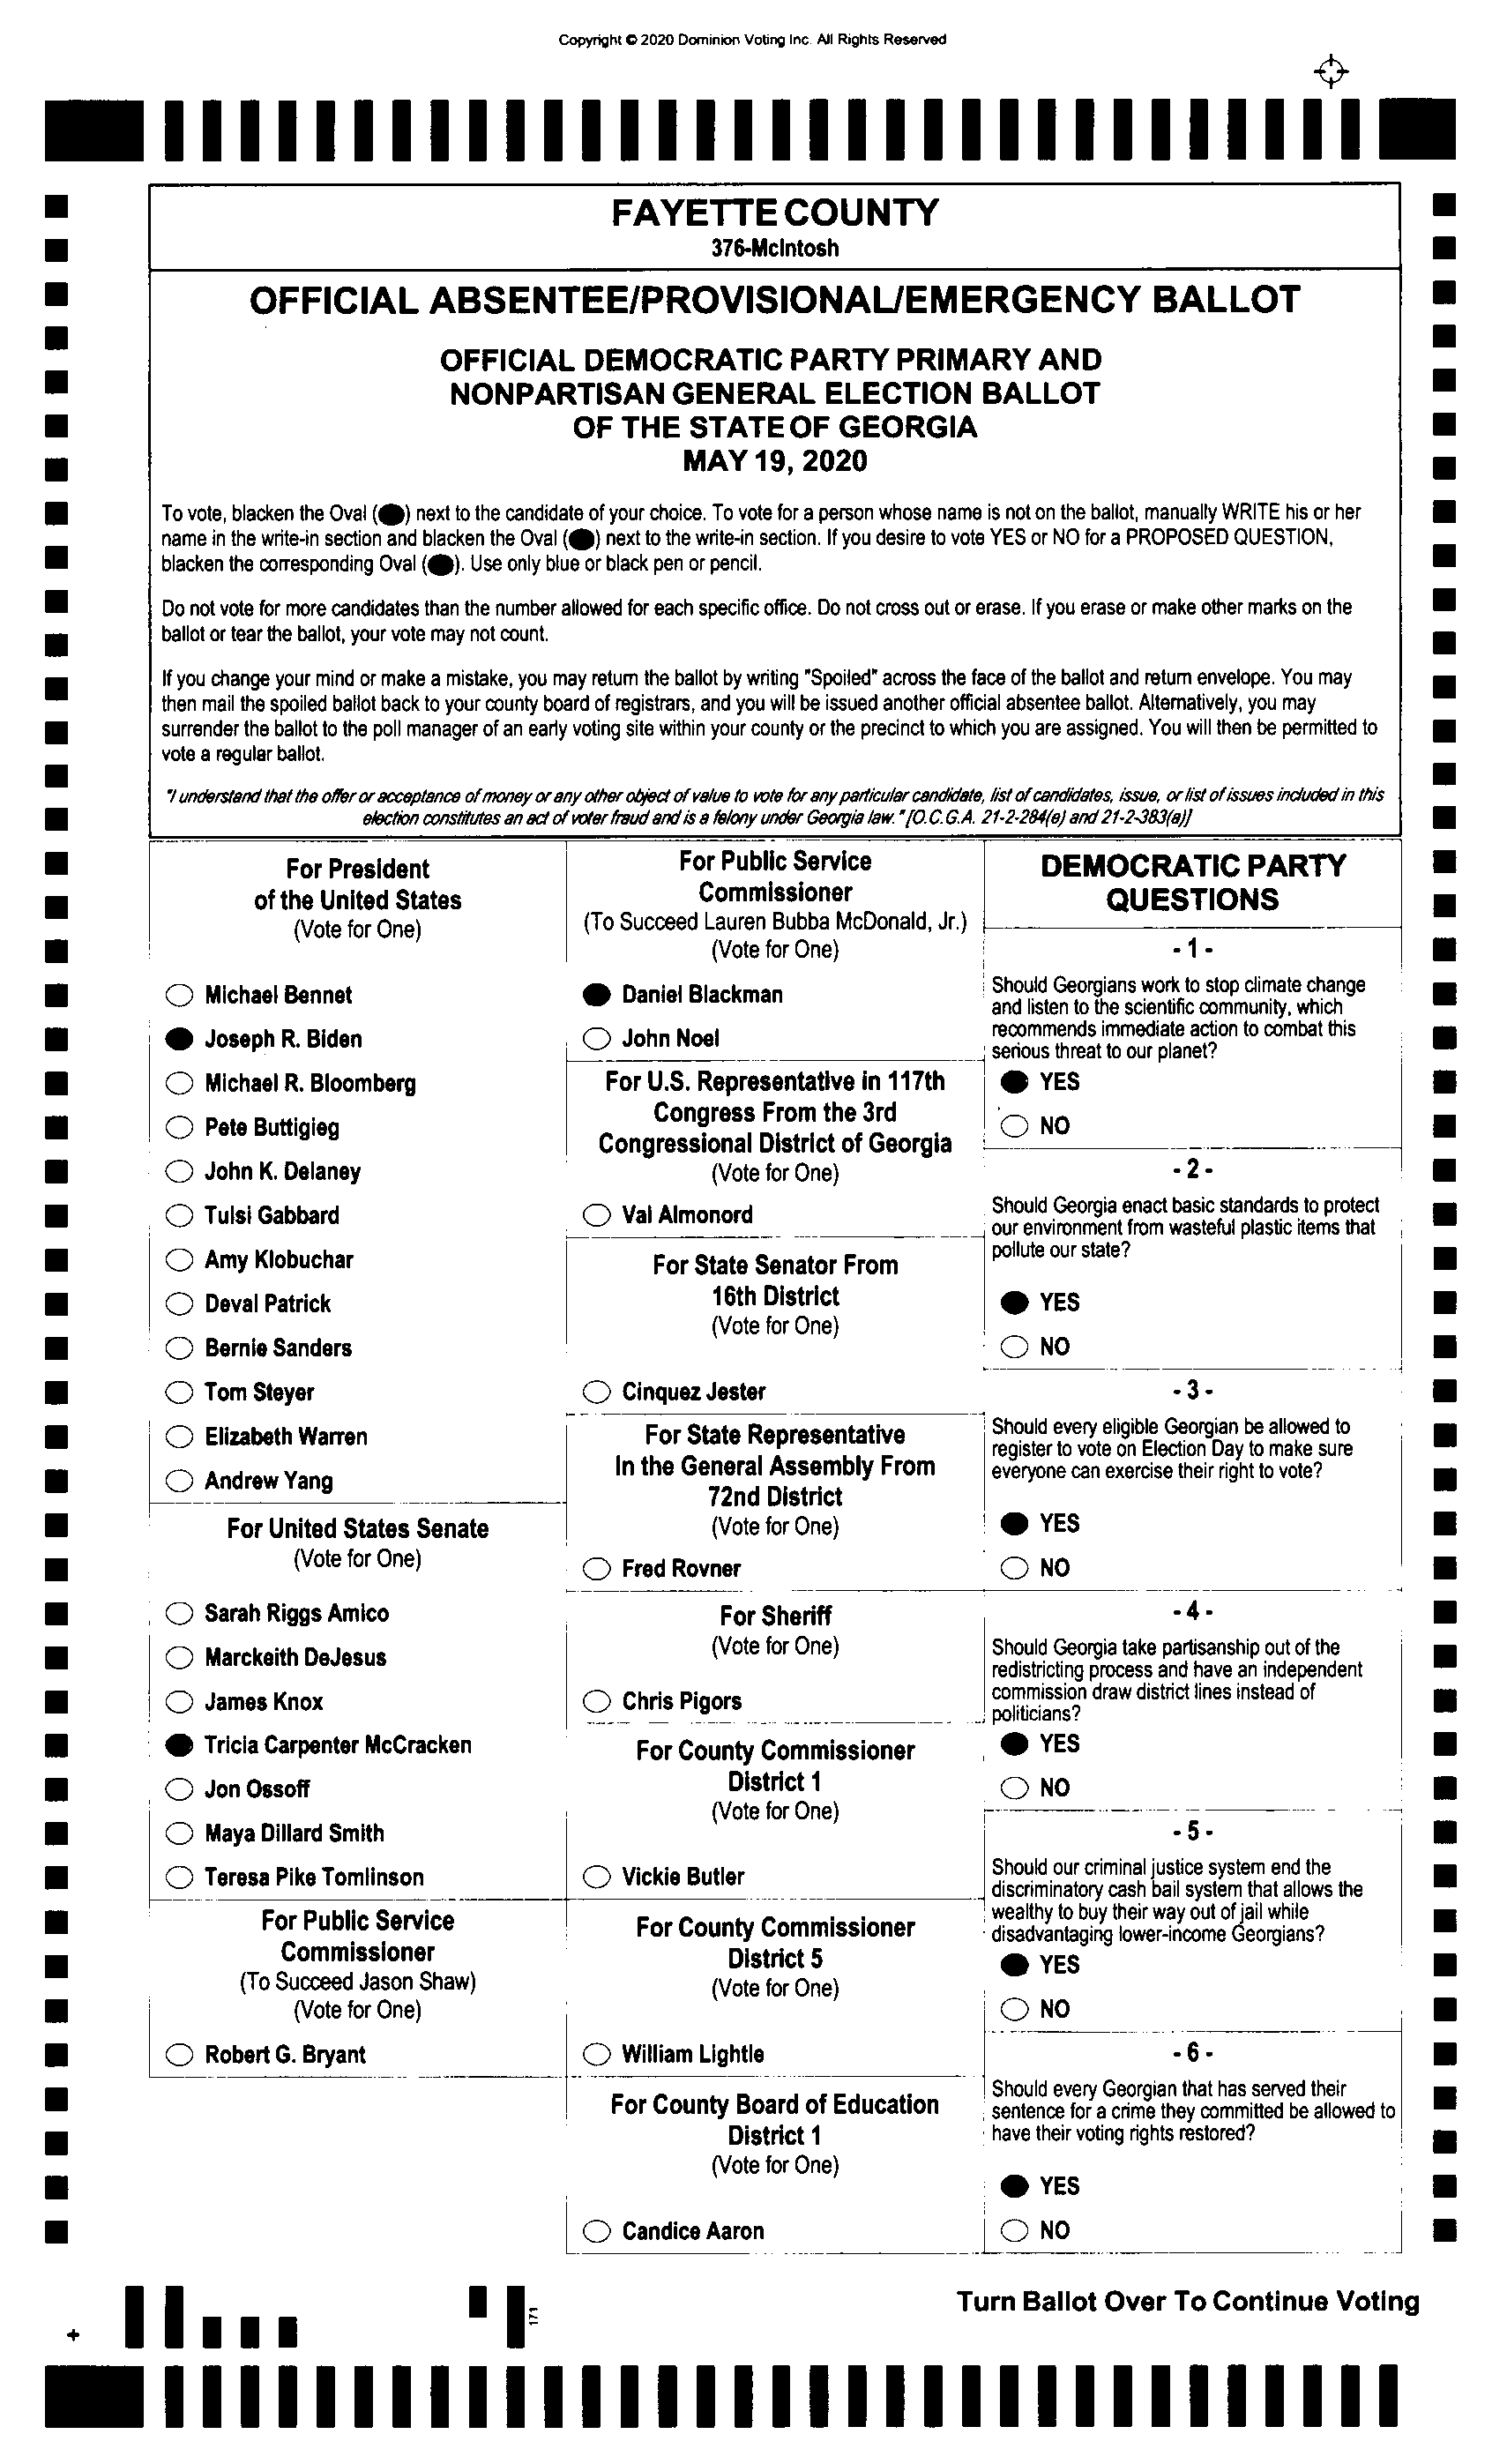 Copyright © 2020 Dominion Voting Inc. All Rights Reserved
FAYETTE COUNTY
376-McIntosh
OFFICIAL ABSENTEE/PROVISIONAL/EMERGENCY BALLOT
OFFICIAL DEMOCRATIC PARTY PRIMARY AND
NONPARTISAN GENERAL ELECTION BALLOT
OF THE STATE OF GEORGIA
MAY 19, 2020
To vote, blacken the Oval (⬬) next to the candidate of your choice. To vote for a person whose name is not on the ballot, manually WRITE his or her
name in the write-in section and blacken the Oval (⬬) next to the write-in section. If you desire to vote YES or NO for a PROPOSED QUESTION,
blacken the corresponding Oval (⬬). Use only blue or black pen or pencil.
Do not vote for more candidates than the number allowed for each specific office. Do not cross out or erase. If you erase or make other marks on the
ballot or tear the ballot, your vote may not count.
If you change your mind or make a mistake, you may return the ballot by writing "Spoiled" across the face of the ballot and return envelope. You may
then mail the spoiled ballot back to your county board of registrars, and you will be issued another official absentee ballot. Alternatively, you may
surrender the ballot to the poll manager of an early voting site within your county or the precinct to which you are assigned. You will then be permitted to
vote a regular ballot.
"I understand that the offer or acceptance of money or any other object of value to vote for any particular candidate, list of candidates, issue, or list of issues included in this
election constitutes an act of voter fraud and is a felony under Georgia law." [O.C.G.A. 21-2-284(e) and 21-2-383(a)]
For President
of the United States
(Vote for One)
Michael Bennet
Joseph R. Biden
Michael R. Bloomberg
Pete Buttigieg
John K. Delaney
Tulsi Gabbard
Amy Klobuchar
Deval Patrick
Bernie Sanders
Tom Steyer
Elizabeth Warren
Andrew Yang
For United States Senate
(Vote for One)
Sarah Riggs Amico
Marckeith DeJesus
James Knox
Tricia Carpenter McCracken
Jon Ossoff
Maya Dillard Smith
Teresa Pike Tomlinson
For Public Service
Commissioner
(To Succeed Jason Shaw)
(Vote for One)
Robert G. Bryant
For Public Service
Commissioner
(To Succeed Lauren Bubba McDonald, Jr.)
(Vote for One)
Daniel Blackman
John Noel
For U.S. Representative in 117th
Congress From the 3rd
Congressional District of Georgia
(Vote for One)
Val Almonord
For State Senator From
16th District
(Vote for One)
Cinquez Jester
For State Representative
In the General Assembly From
72nd District
(Vote for One)
Fred Rovner
For Sheriff
(Vote for One)
Chris Pigors
For County Commissioner
District 1
(Vote for One)
Vickie Butler
For County Commissioner
District 5
(Vote for One)
William Lightle
For County Board of Education
District 1
(Vote for One)
Candice Aaron
DEMOCRATIC PARTY
QUESTIONS
- 1 -
Should Georgians work to stop climate change
and listen to the scientific community, which
recommends immediate action to combat this
serious threat to our planet?
YES
NO
- 2 -
Should Georgia enact basic standards to protect
our environment from wasteful plastic items that
pollute our state?
YES
NO
- 3 -
Should every eligible Georgian be allowed to
register to vote on Election Day to make sure
everyone can exercise their right to vote?
YES
NO
- 4 -
Should Georgia take partisanship out of the
redistricting process and have an independent
commission draw district lines instead of
politicians?
YES
NO
- 5 -
Should our criminal justice system end the
discriminatory cash bail system that allows the
wealthy to buy their way out of jail while
disadvantaging lower-income Georgians?
YES
NO
- 6 -
Should every Georgian that has served their
sentence for a crime they committed be allowed to
have their voting rights restored?
YES
NO
Turn Ballot Over To Continue Voting
171